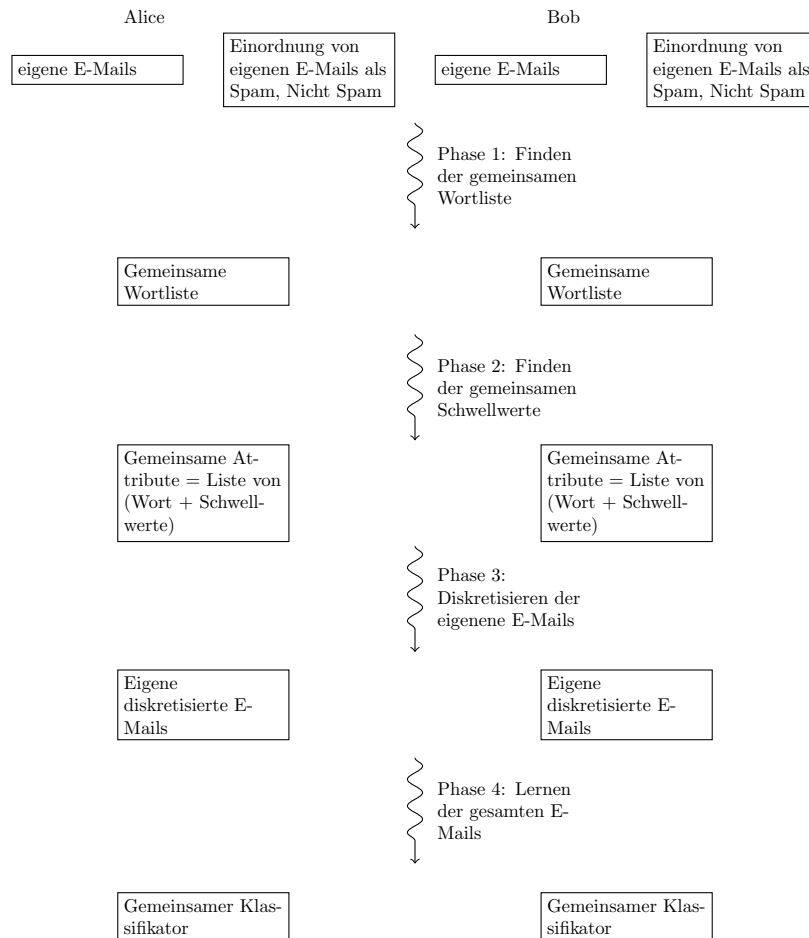 Alice
Bob
eigene E-Mails
Einordnung von
eigenen E-Mails als
Spam, Nicht Spam
eigene E-Mails
Einordnung von
eigenen E-Mails als
Spam, Nicht Spam
Phase 1: Finden
der gemeinsamen
Wortliste
Gemeinsame
Wortliste
Gemeinsame
Wortliste
Phase 2: Finden
der gemeinsamen
Schwellwerte
Gemeinsame At-
tribute = Liste von
(Wort + Schwell-
werte)
Gemeinsame At-
tribute = Liste von
(Wort + Schwell-
werte)
Phase 3:
Diskretisieren der
eigenene E-Mails
Eigene
diskretisierte E-
Mails
Eigene
diskretisierte E-
Mails
Phase 4: Lernen
der gesamten E-
Mails
Gemeinsamer Klas-
sifikator
Gemeinsamer Klas-
sifikator